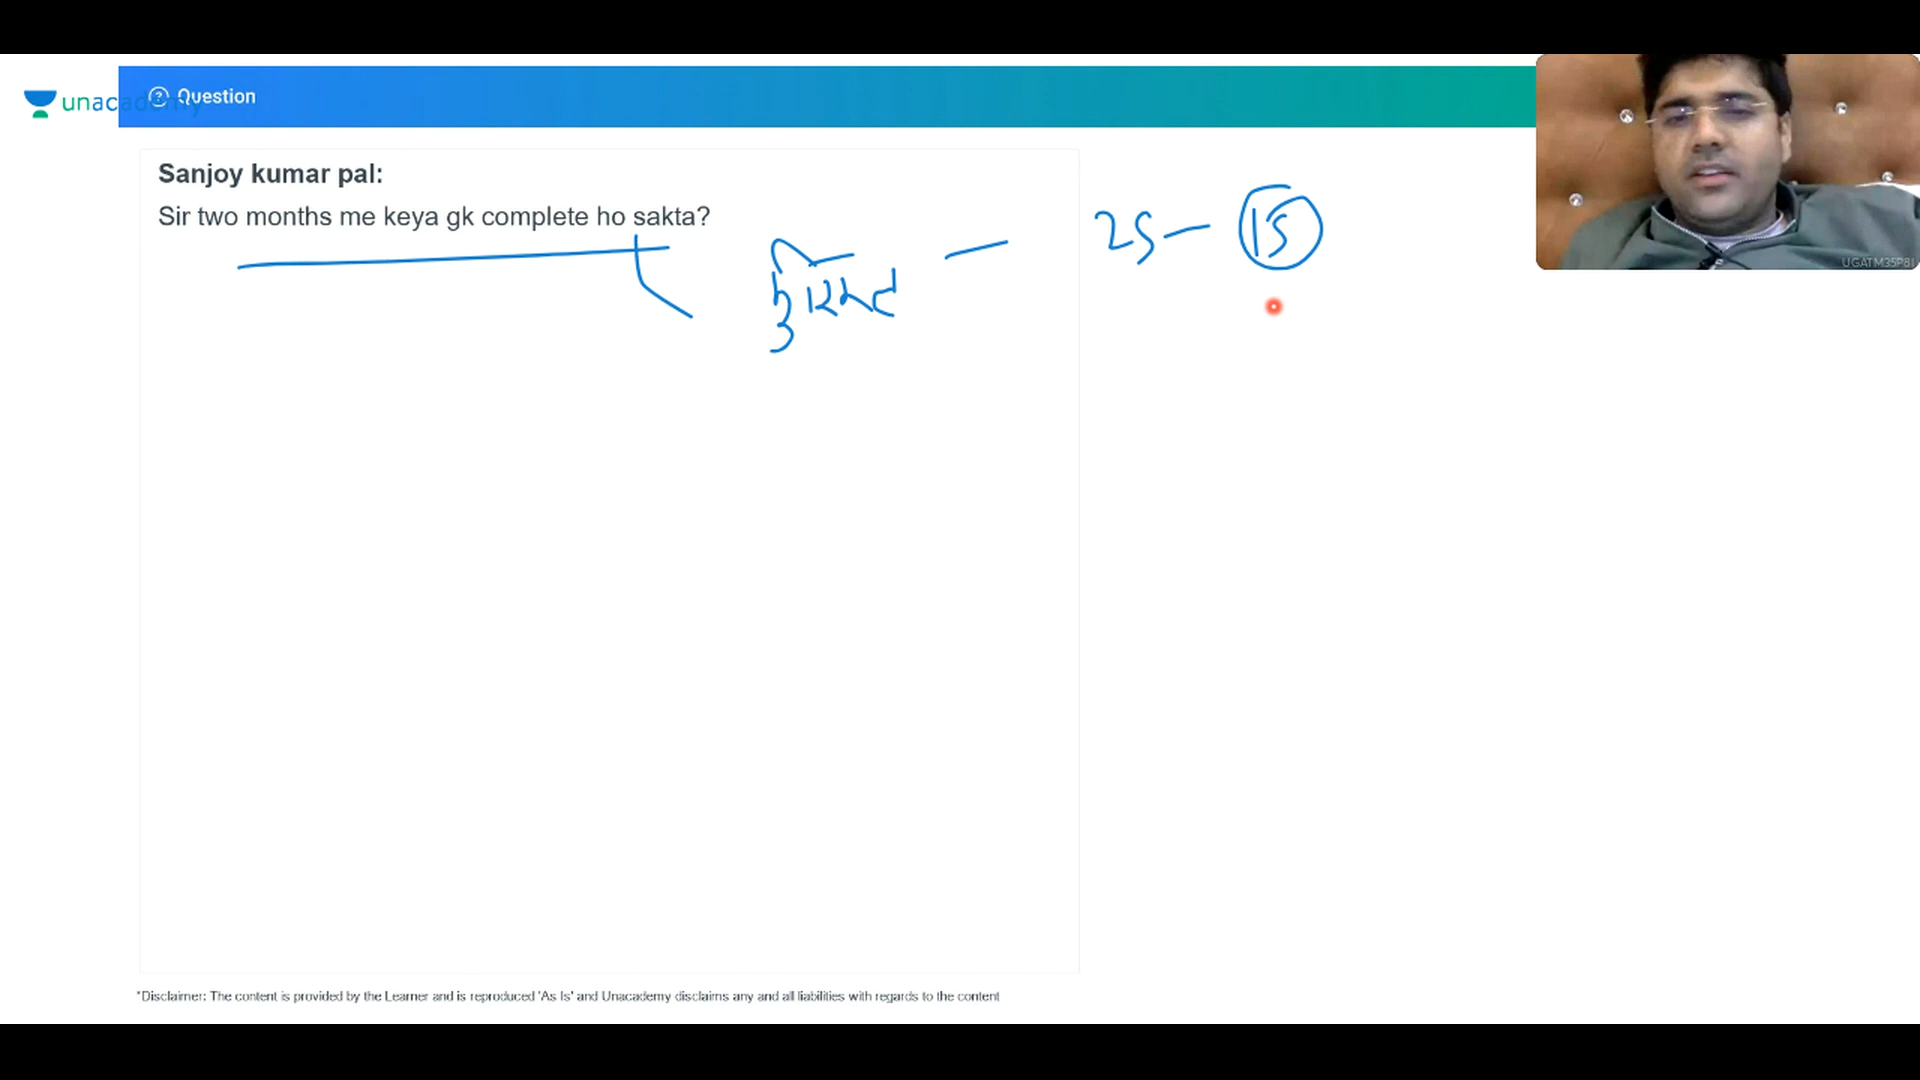 unacademy
Question
Sanjoy kumar pal:
Sir two months me keya gk complete ho sakta?
25 - 15
UGATM35P8I
*Disclaimer: The content is provided by the Learner and is reproduced 'As Is' and Unacademy disclaims any and all liabilities with regards to the content